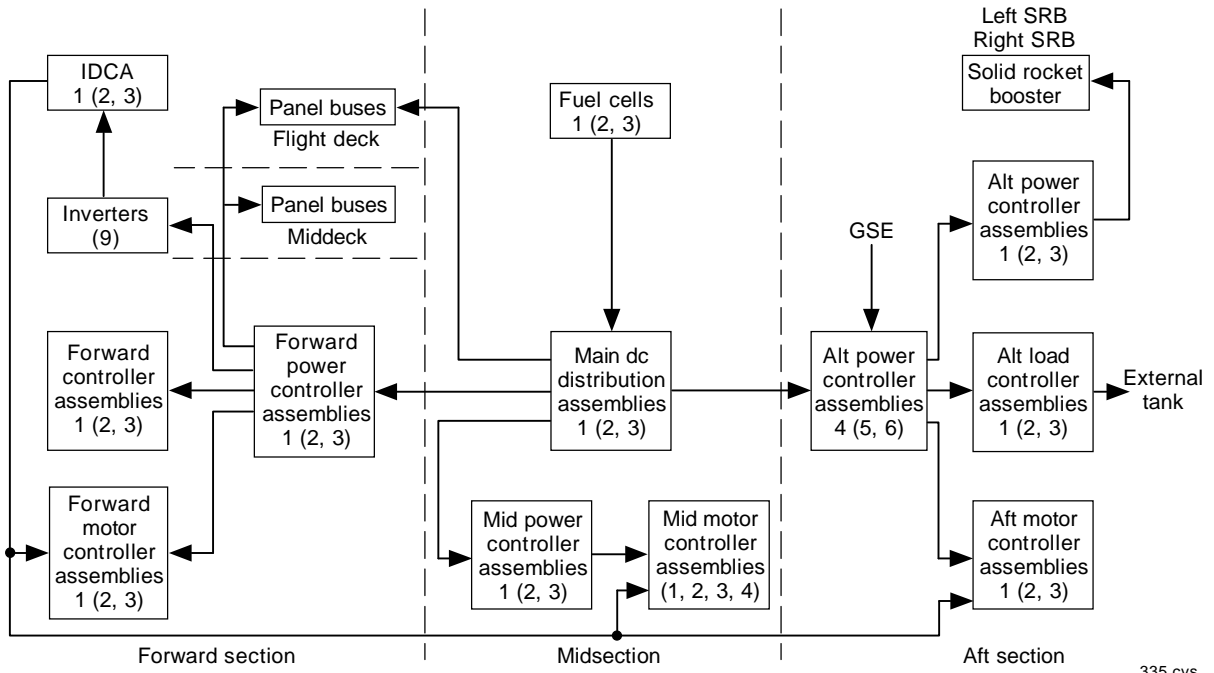 Left SRB
Right SRB
IDCA
1 (2, 3)
Panel buses
Flight deck
Fuel cells
1 (2, 3)
Solid rocket
booster
Inverters
(9)
Panel buses
Middeck
GSE
Alt power
controller
assemblies
1 (2, 3)
Forward
controller
assemblies
1 (2, 3)
Forward
power
controller
assemblies
1 (2, 3)
Main dc
distribution
assemblies
1 (2, 3)
Alt power
controller
assemblies
4 (5, 6)
Alt load
controller
assemblies
1 (2, 3)
External
tank
Forward
motor
controller
assemblies
1 (2, 3)
Mid power
controller
assemblies
1 (2, 3)
Mid motor
controller
assemblies
(1, 2, 3, 4)
Aft motor
controller
assemblies
1 (2, 3)
Forward section
Midsection
Aft section
335.cvs